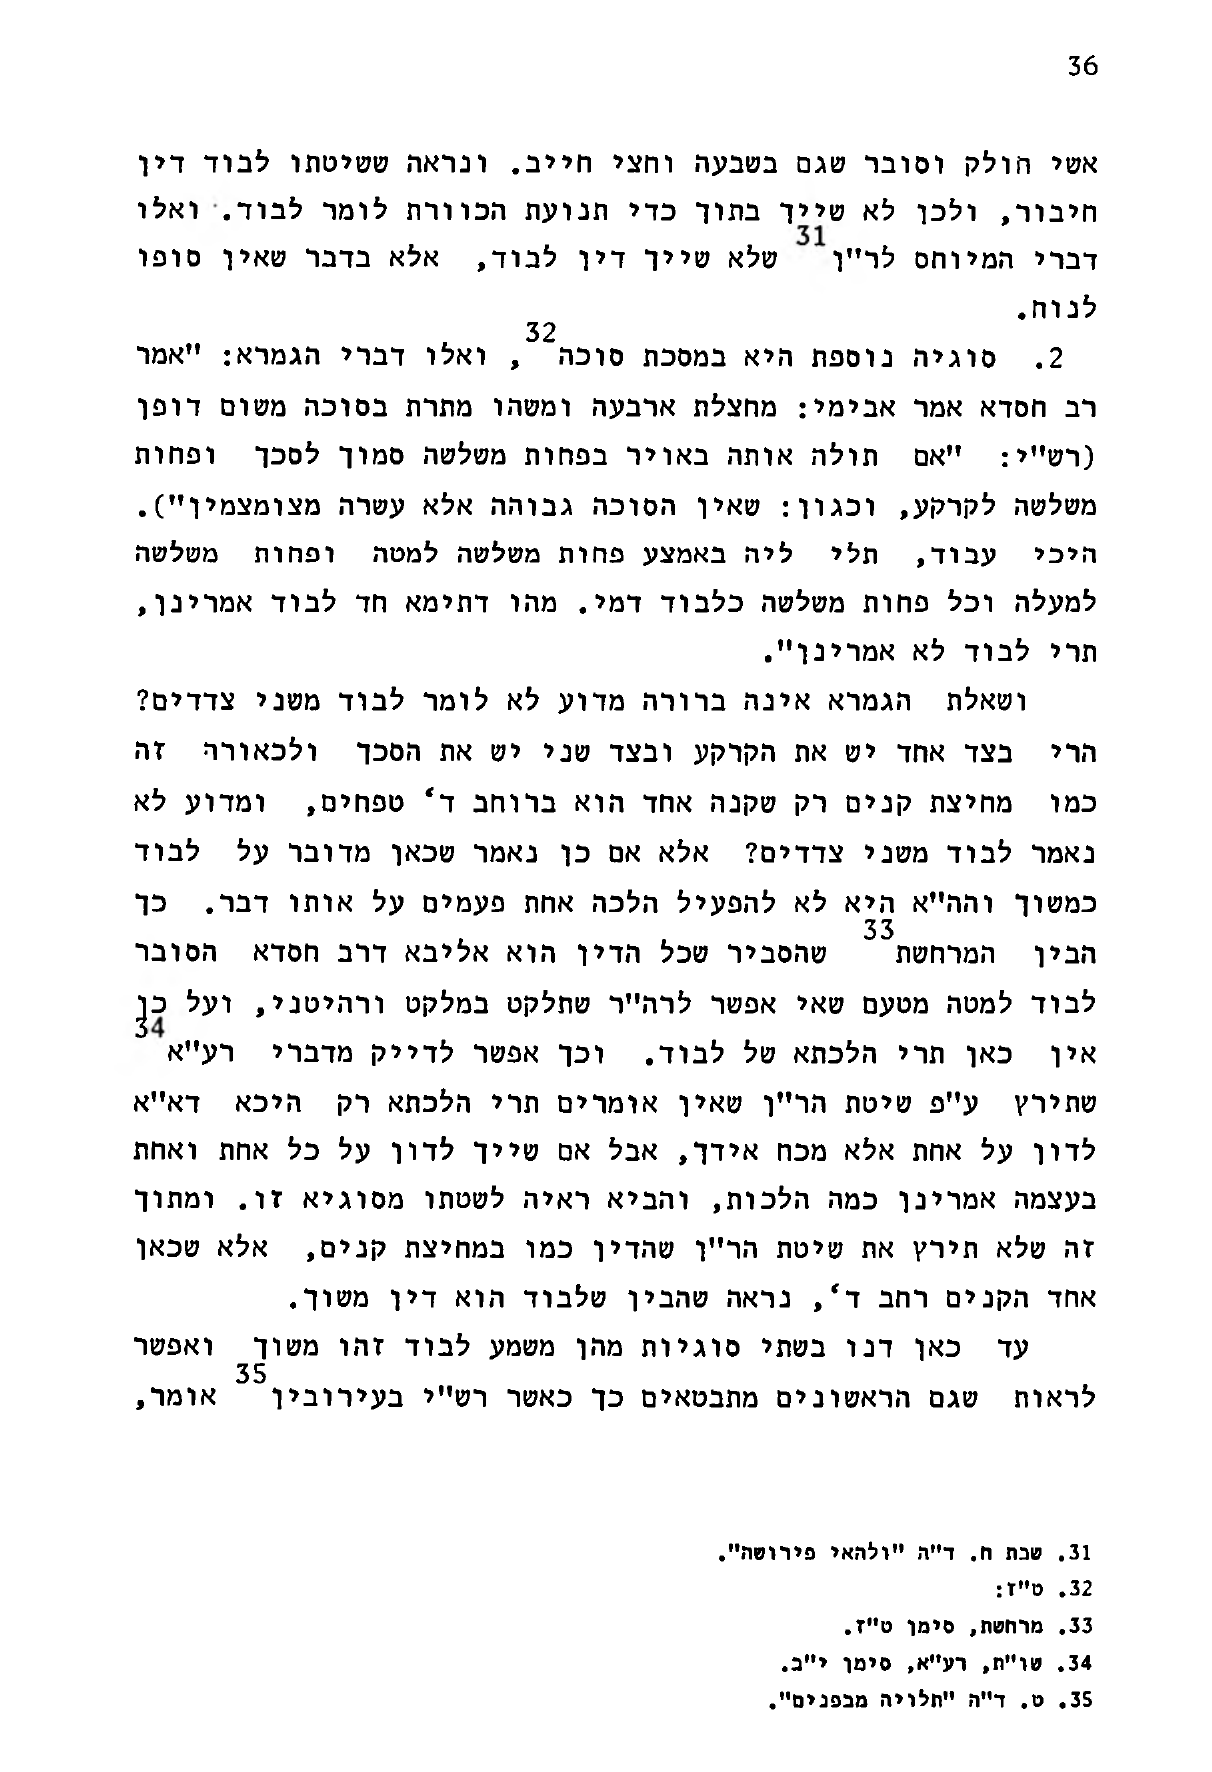 36
אשי חולק וסובר שגם בשבעה וחצי חייב. ונראה ששיטתו לבוד דין
חיבור, ולכן לא שייך בתוך כדי תנועת הכוורת לומר לבוד. ואלו
דברי המיוחס לר"ן 31 שלא שייך דין לבוד, אלא בדבר שאין סופו
לנוח.
2. סוגיה נוספת היא במסכת סוכה 32, ואלו דברי הגמרא: "אמר
רב חסדא אמר אבימי: מחצלת ארבעה ומשהו מתרת בסוכה משום דופן
(רש"י: "אם תולה אותה באויר בפחות משלשה סמוך לסכך ופחות
משלשה לקרקע, וכגון: שאין הסוכה גבוהה אלא עשרה מצומצמין").
היכי עבוד, תלי ליה באמצע פחות משלשה למטה ופחות משלשה
למעלה וכל פחות משלשה כלבוד דמי. מהו דתימא חד לבוד אמרינן,
תרי לבוד לא אמרינן".
ושאלת הגמרא אינה ברורה מדוע לא לומר לבוד משני צדדים?
הרי בצד אחד יש את הקרקע ובצד שני יש את הסכך ולכאורה זה
כמו מחיצת קנים רק שקנה אחד הוא ברוחב ד' טפחים, ומדוע לא
נאמר לבוד משני צדדים? אלא אם כן נאמר שכאן מדובר על לבוד
כמשוך והה"א היא לא להפעיל הלכה אחת פעמים על אותו דבר. כך
הבין המרחשת 33 שהסביר שכל הדין הוא אליבא דרב חסדא הסובר
לבוד למטה מטעם שאי אפשר לרה"ר שתלקט במלקט ורהיטני, ועל כן
אין כאן תרי הלכתא של לבוד. וכך אפשר לדייק מדברי רע"א 34
שתירץ ע"פ שיטת הר"ן שאין אומרים תרי הלכתא רק היכא דא"א
לדון על אחת אלא מכח אידך, אבל אם שייך לדון על כל אחת ואחת
בעצמה אמרינן כמה הלכות, והביא ראיה לשטתו מסוגיא זו. ומתוך
זה שלא תירץ את שיטת הר"ן שהדין כמו במחיצת קנים, אלא שכאן
אחד הקנים רחב ד', נראה שהבין שלבוד הוא דין משוך.
עד כאן דנו בשתי סוגיות מהן משמע לבוד זהו משוך ואפשר
לראות שגם הראשונים מתבטאים כך כאשר רש"י בעירובין 35 אומר,
31. שבת ח. ד"ה "ולהאי פירושה".
32. ט"ז:
33. מרחשת, סימן ט"ז.
34. שו"ת, רע"א, סימן י"ב.
35. ט. ד"ה "תלויה מבפנים".